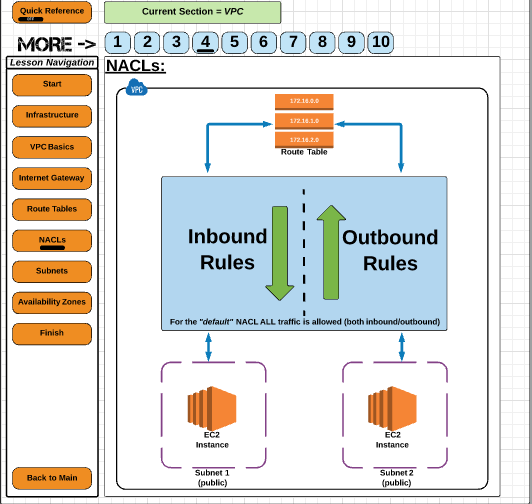 Quick Reference
Current Section = VPC
MORE ->
1 2 3 4 5 6 7 8 9 10
Lesson Navigation
Start
Infrastructure
VPC Basics
Internet Gateway
Route Tables
NACLs
Subnets
Availability Zones
Finish
Back to Main
NACLs:
VPC
172.16.0.0
172.16.1.0
172.16.2.0
Route Table
Inbound
Rules
Outbound
Rules
For the "default" NACL ALL traffic is allowed (both inbound/outbound)
EC2
Instance
Subnet 1
(public)
EC2
Instance
Subnet 2
(public)